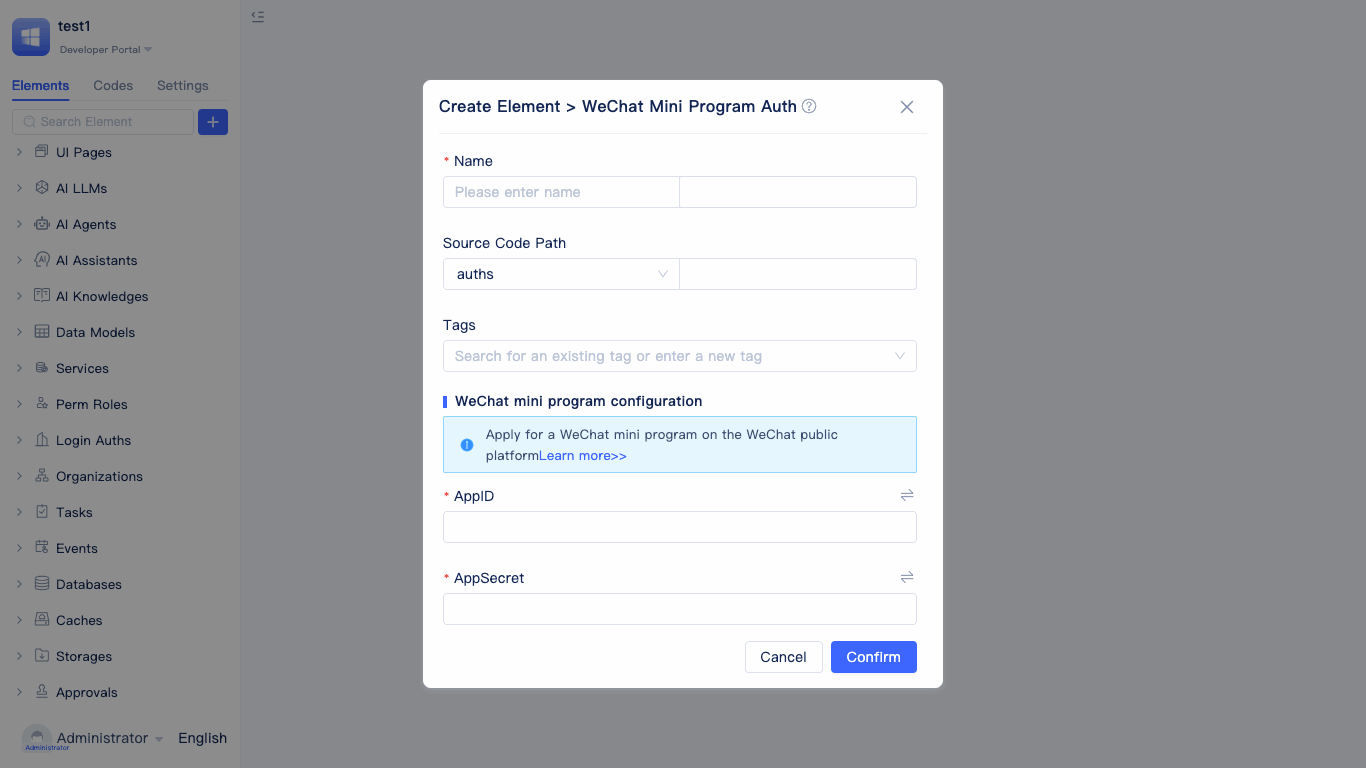 test1
Developer Portal
Elements Codes Settings
Search Element
UI Pages
AI LLMs
AI Agents
AI Assistants
AI Knowledges
Data Models
Services
Perm Roles
Login Auths
Organizations
Tasks
Events
Databases
Caches
Storages
Approvals
Administrator
Administrator
English
Create Element > WeChat Mini Program Auth
* Name
Please enter name
Source Code Path
auths
Tags
Search for an existing tag or enter a new tag
WeChat mini program configuration
Apply for a WeChat mini program on the WeChat public
platformLearn more>>
* AppID
* AppSecret
Cancel
Confirm